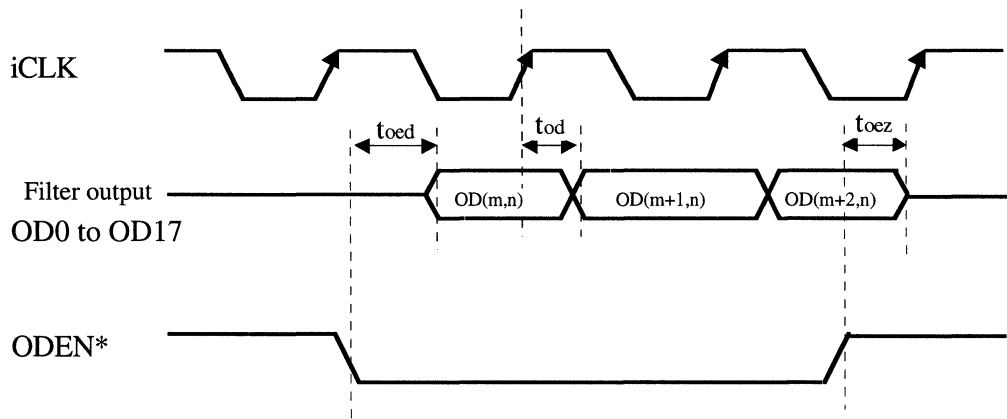 iCLK
toed
tod
toez
Filter output
OD0 to OD17
OD(m,n)
OD(m+1,n)
OD(m+2,n)
ODEN*